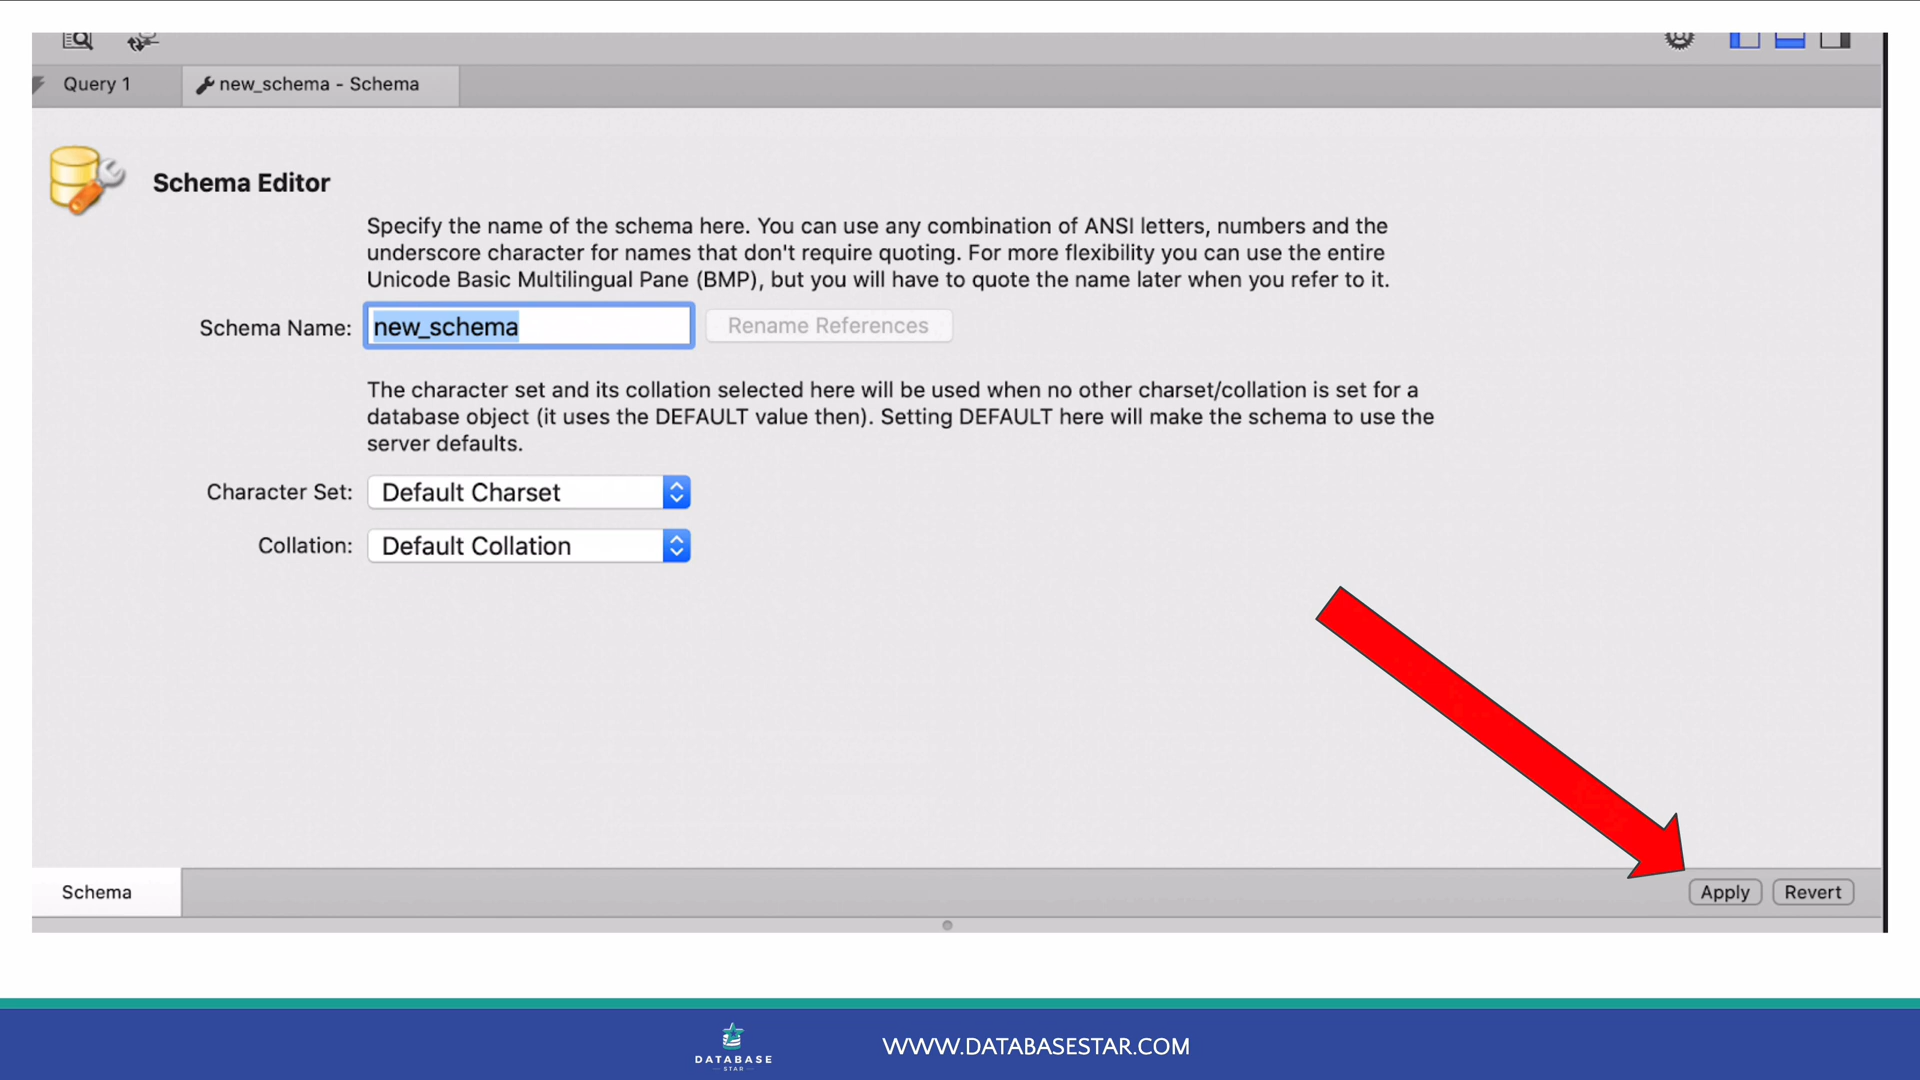 Query 1
new_schema - Schema
Schema Editor
Specify the name of the schema here. You can use any combination of ANSI letters, numbers and the
underscore character for names that don't require quoting. For more flexibility you can use the entire
Unicode Basic Multilingual Pane (BMP), but you will have to quote the name later when you refer to it.
Schema Name: new_schema Rename References
The character set and its collation selected here will be used when no other charset/collation is set for a
database object (it uses the DEFAULT value then). Setting DEFAULT here will make the schema to use the
server defaults.
Character Set: Default Charset
Collation: Default Collation
Schema
Apply Revert
DATABASE
STAR
WWW.DATABASESTAR.COM